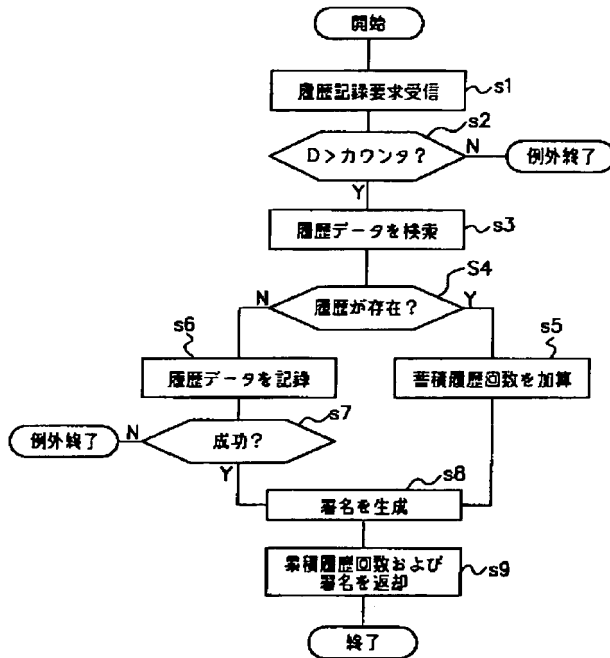 開始
履歴記録要求受信
s1
s2
D>カウンタ?
N
例外終了
Y
履歴データを検索
s3
S4
N
履歴が存在?
Y
s6
s5
履歴データを記録
蓄積履歴回数を加算
s7
例外終了
N
成功?
Y
s8
署名を生成
累積履歴回数および
署名を返却
s9
終了